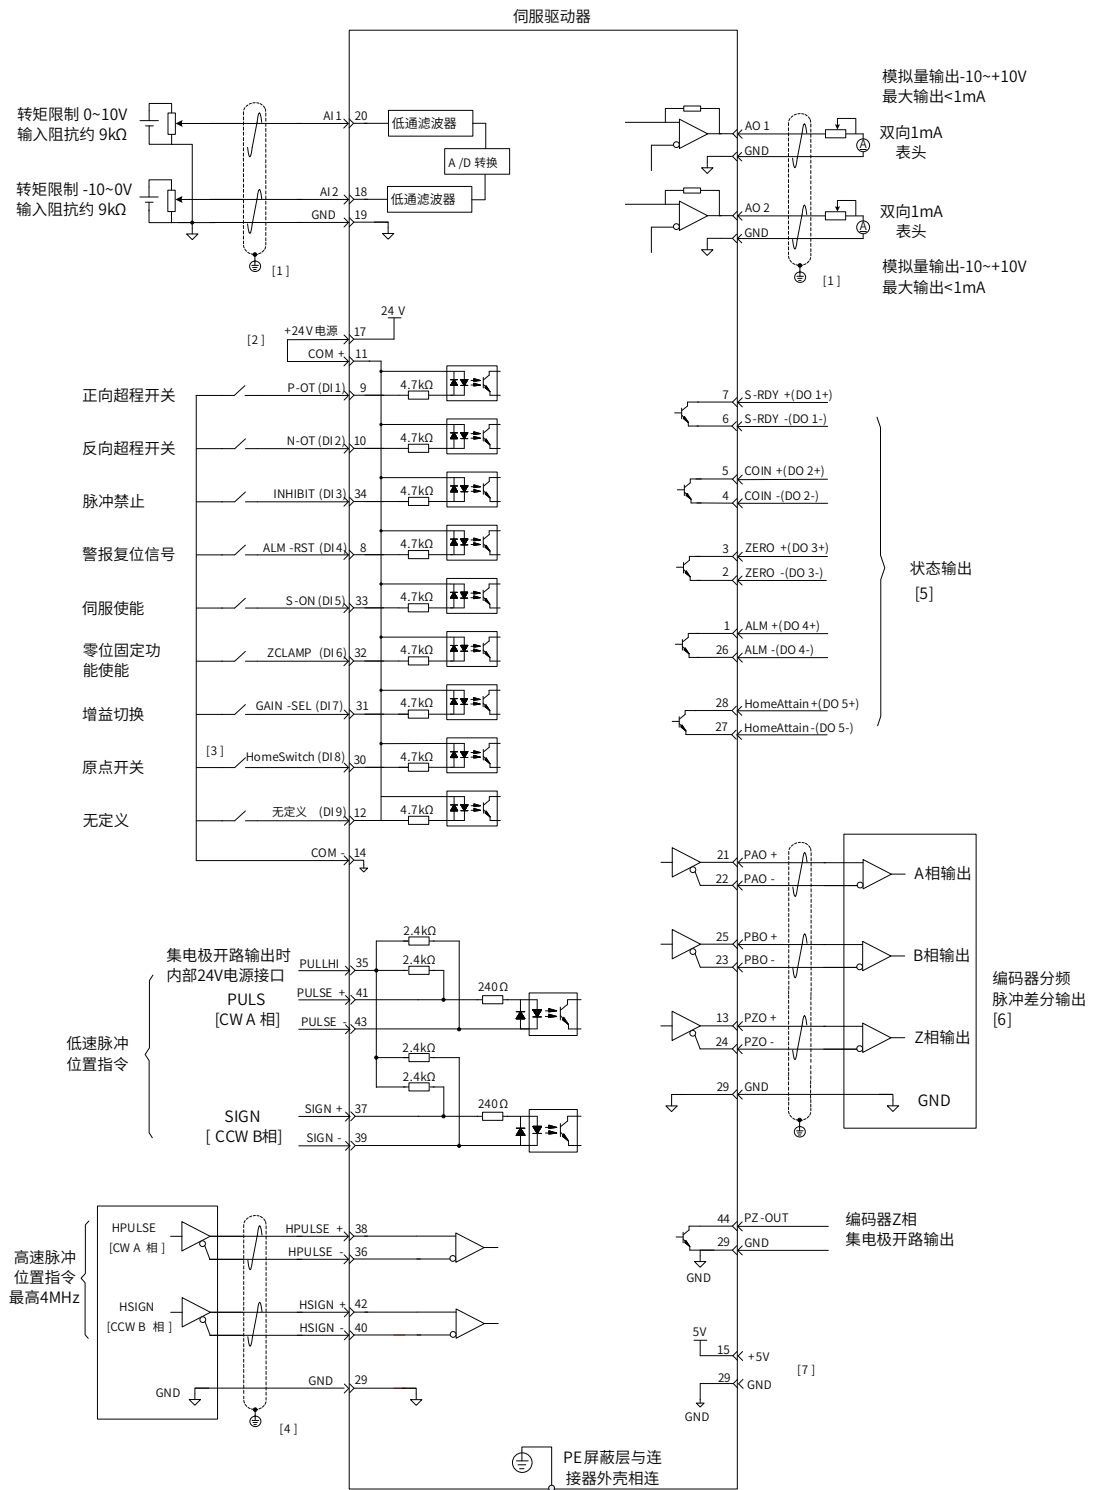 伺服驱动器
转矩限制 0~10V
输入阻抗约 9kΩ
AI 1
20
低通滤波器
A /D 转换
转矩限制 -10~0V
输入阻抗约 9kΩ
AI 2
18
低通滤波器
GND
19
[1 ]
模拟量输出-10~+10V
最大输出<1mA
AO 1
GND
A
双向1mA
表头
AO 2
GND
A
双向1mA
表头
模拟量输出-10~+10V
最大输出<1mA
[1 ]
24 V
[2 ]
+24V 电源
17
COM +
11
正向超程开关
P-OT (DI 1)
9
4.7kΩ
反向超程开关
N-OT (DI 2)
10
4.7kΩ
脉冲禁止
INHIBIT (DI 3)
34
4.7kΩ
警报复位信号
ALM -RST (DI 4)
8
4.7kΩ
伺服使能
S-ON (DI 5)
33
4.7kΩ
零位固定功
能使能
ZCLAMP (DI 6)
32
4.7kΩ
增益切换
GAIN -SEL (DI 7)
31
4.7kΩ
[3 ]
原点开关
HomeSwitch (DI 8)
30
4.7kΩ
无定义
无定义 (DI 9)
12
4.7kΩ
COM -
14
7
S-RDY +(DO 1+)
6
S-RDY -(DO 1-)
5
COIN +(DO 2+)
4
COIN -(DO 2-)
3
ZERO +(DO 3+)
2
ZERO -(DO 3-)
1
ALM +(DO 4+)
26
ALM -(DO 4-)
28
HomeAttain +(DO 5+)
27
HomeAttain -(DO 5-)
状态输出
[5]
21
PAO +
22
PAO -
A相输出
25
PBO +
23
PBO -
B相输出
13
PZO +
24
PZO -
Z相输出
29
GND
GND
编码器分频
脉冲差分输出
[6]
集电极开路输出时
内部24V电源接口
PULLHI
35
2.4kΩ
2.4kΩ
PULS
[CW A 相]
PULSE +
41
240Ω
PULSE -
43
低速脉冲
位置指令
2.4kΩ
2.4kΩ
SIGN
[ CCW B相]
SIGN +
37
240Ω
SIGN -
39
高速脉冲
位置指令
最高4MHz
HPULSE
[CW A 相 ]
HPULSE +
38
HPULSE -
36
HSIGN
[CCW B 相 ]
HSIGN +
42
HSIGN -
40
GND
GND
29
[4 ]
44
PZ-OUT
29
GND
GND
编码器Z相
集电极开路输出
5V
15
+5V
29
GND
GND
[7 ]
PE屏蔽层与连
接器外壳相连